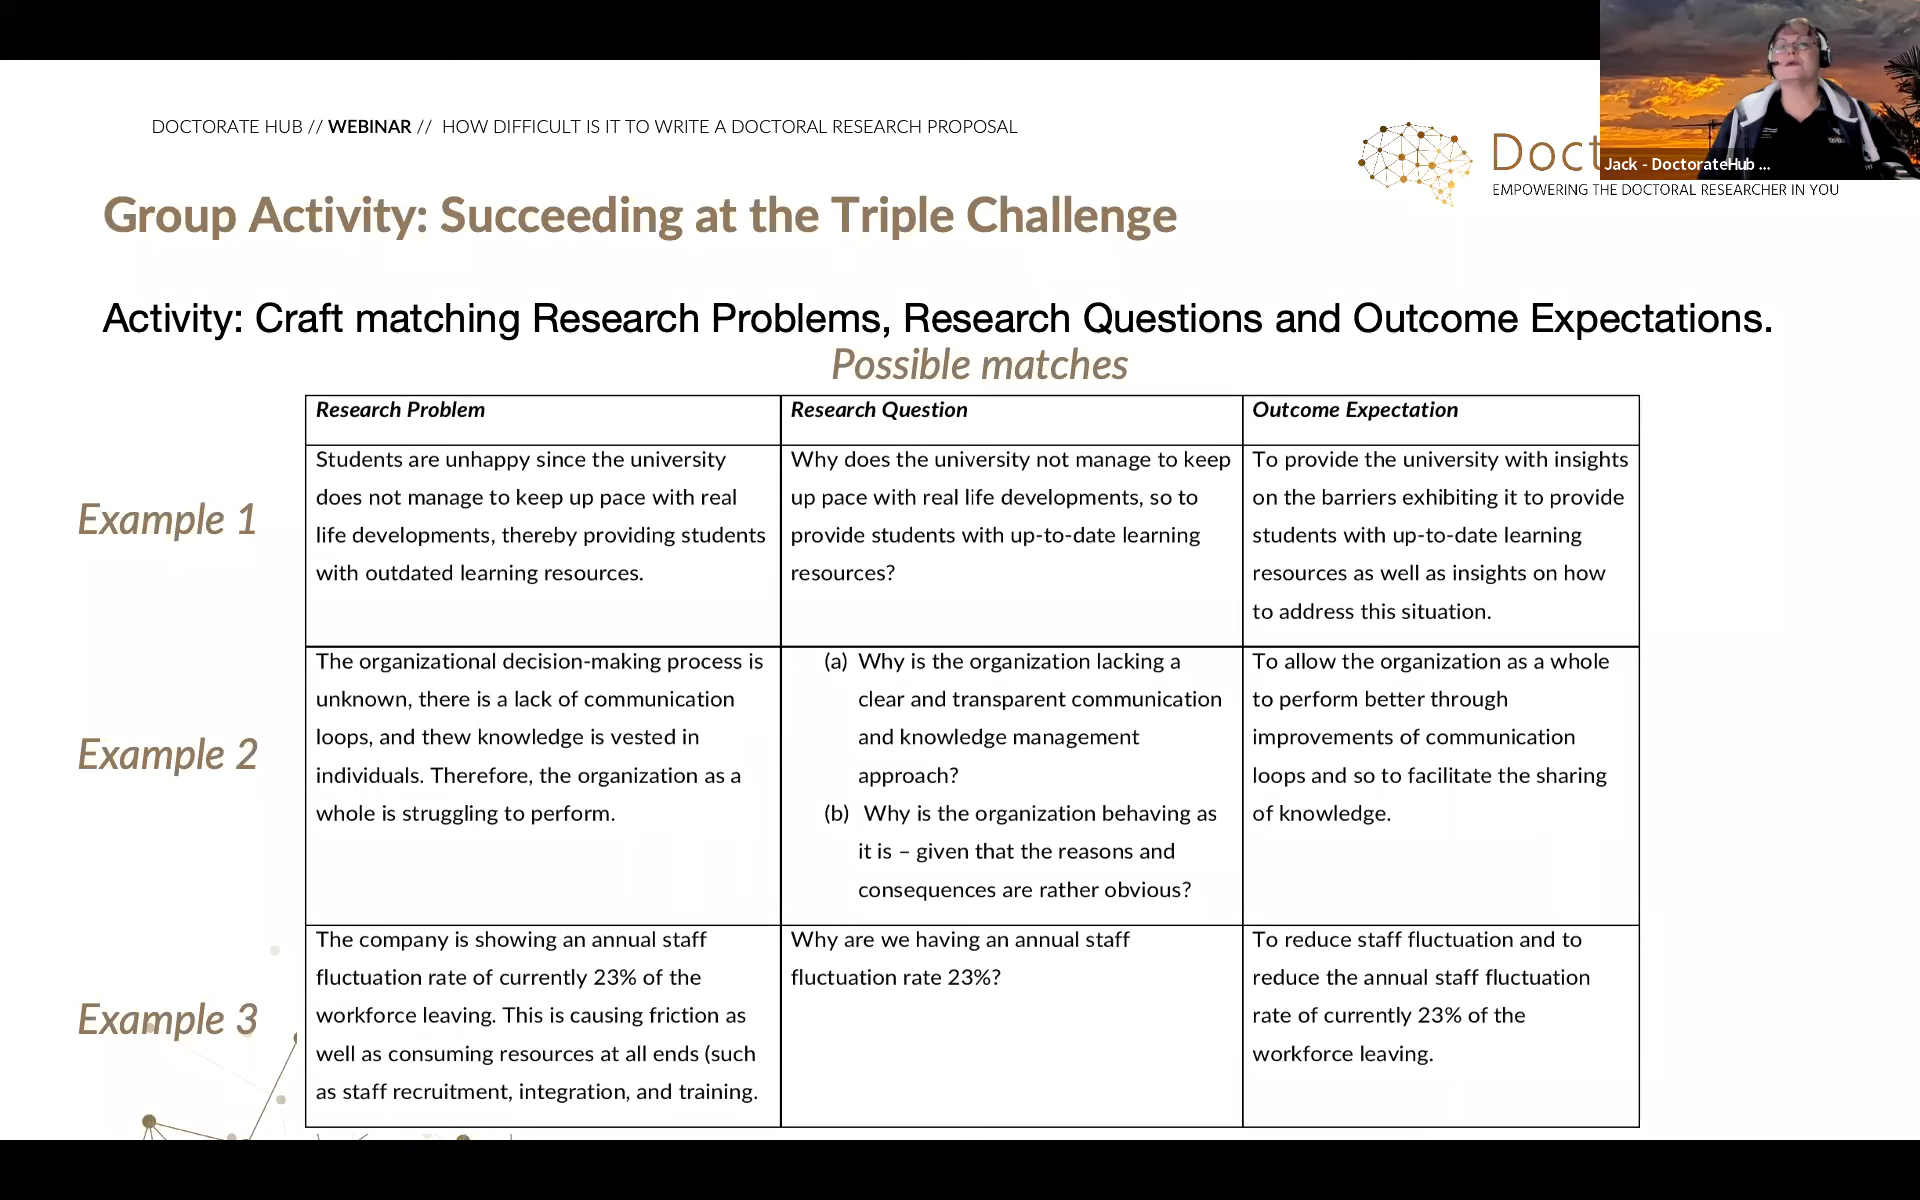 DOCTORATE HUB // WEBINAR // HOW DIFFICULT IS IT TO WRITE A DOCTORAL RESEARCH PROPOSAL
Doct
Jack - DoctorateHub ...
EMPOWERING THE DOCTORAL RESEARCHER IN YOU
Group Activity: Succeeding at the Triple Challenge
Activity: Craft matching Research Problems, Research Questions and Outcome Expectations.
Possible matches
Research Problem
Research Question
Outcome Expectation
Example 1
Students are unhappy since the university
does not manage to keep up pace with real
life developments, thereby providing students
with outdated learning resources.
Why does the university not manage to keep
up pace with real life developments, so to
provide students with up-to-date learning
resources?
To provide the university with insights
on the barriers exhibiting it to provide
students with up-to-date learning
resources as well as insights on how
to address this situation.
Example 2
The organizational decision-making process is
unknown, there is a lack of communication
loops, and thew knowledge is vested in
individuals. Therefore, the organization as a
whole is struggling to perform.
(a) Why is the organization lacking a
clear and transparent communication
and knowledge management
approach?
(b) Why is the organization behaving as
it is – given that the reasons and
consequences are rather obvious?
To allow the organization as a whole
to perform better through
improvements of communication
loops and so to facilitate the sharing
of knowledge.
Example 3
The company is showing an annual staff
fluctuation rate of currently 23% of the
workforce leaving. This is causing friction as
well as consuming resources at all ends (such
as staff recruitment, integration, and training.
Why are we having an annual staff
fluctuation rate 23%?
To reduce staff fluctuation and to
reduce the annual staff fluctuation
rate of currently 23% of the
workforce leaving.